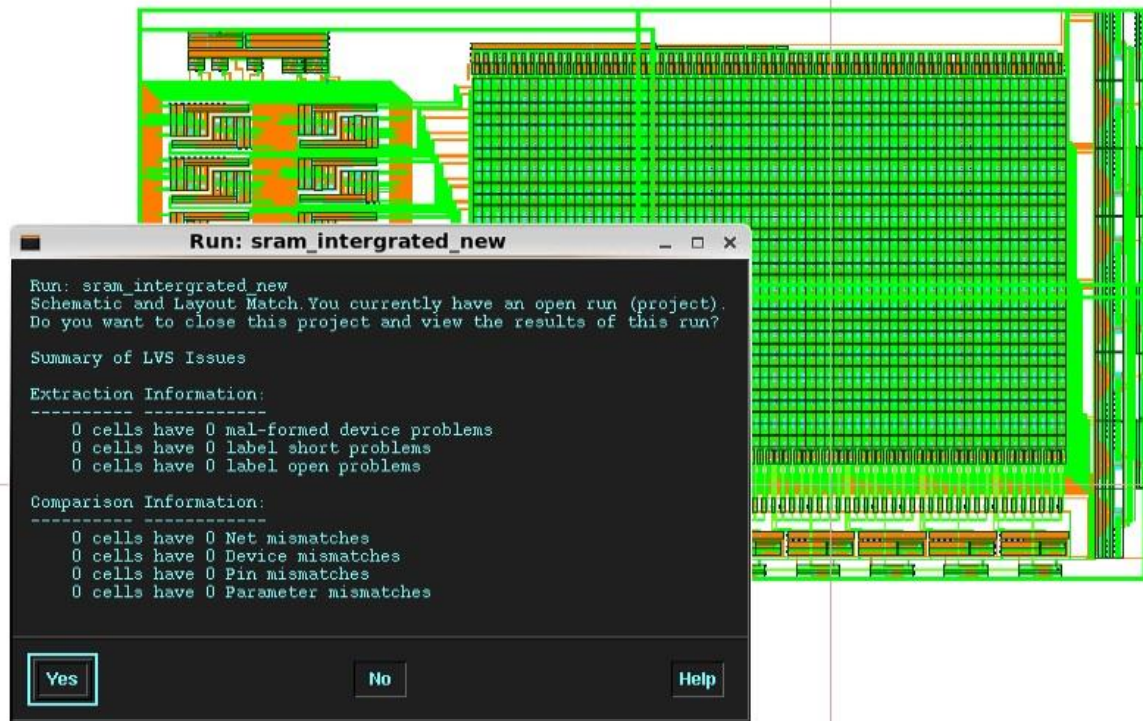 Run: sram_intergrated_new
Run: sram_intergrated_new
Schematic and Layout Match.You currently have an open run (project).
Do you want to close this project and view the results of this run?
Summary of LVS Issues
Extraction Information:
---------- ------------
0 cells have 0 mal-formed device problems
0 cells have 0 label short problems
0 cells have 0 label open problems
Comparison Information:
---------- ------------
0 cells have 0 Net mismatches
0 cells have 0 Device mismatches
0 cells have 0 Pin mismatches
0 cells have 0 Parameter mismatches
Yes No Help